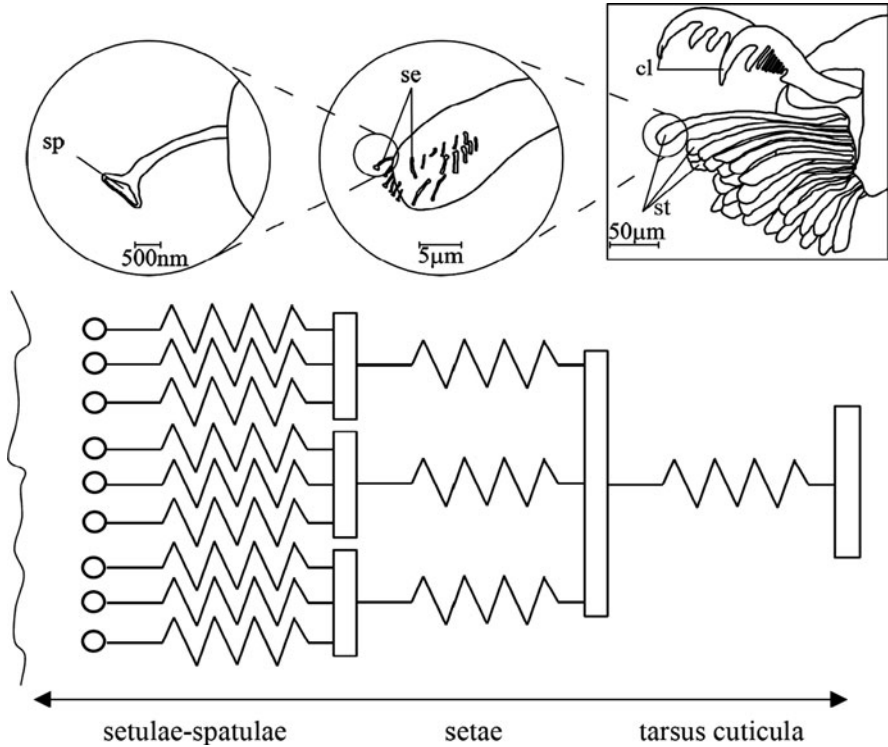 sp
500nm
se
5μm
cl
st
50μm
setulae-spatulae setae tarsus cuticula